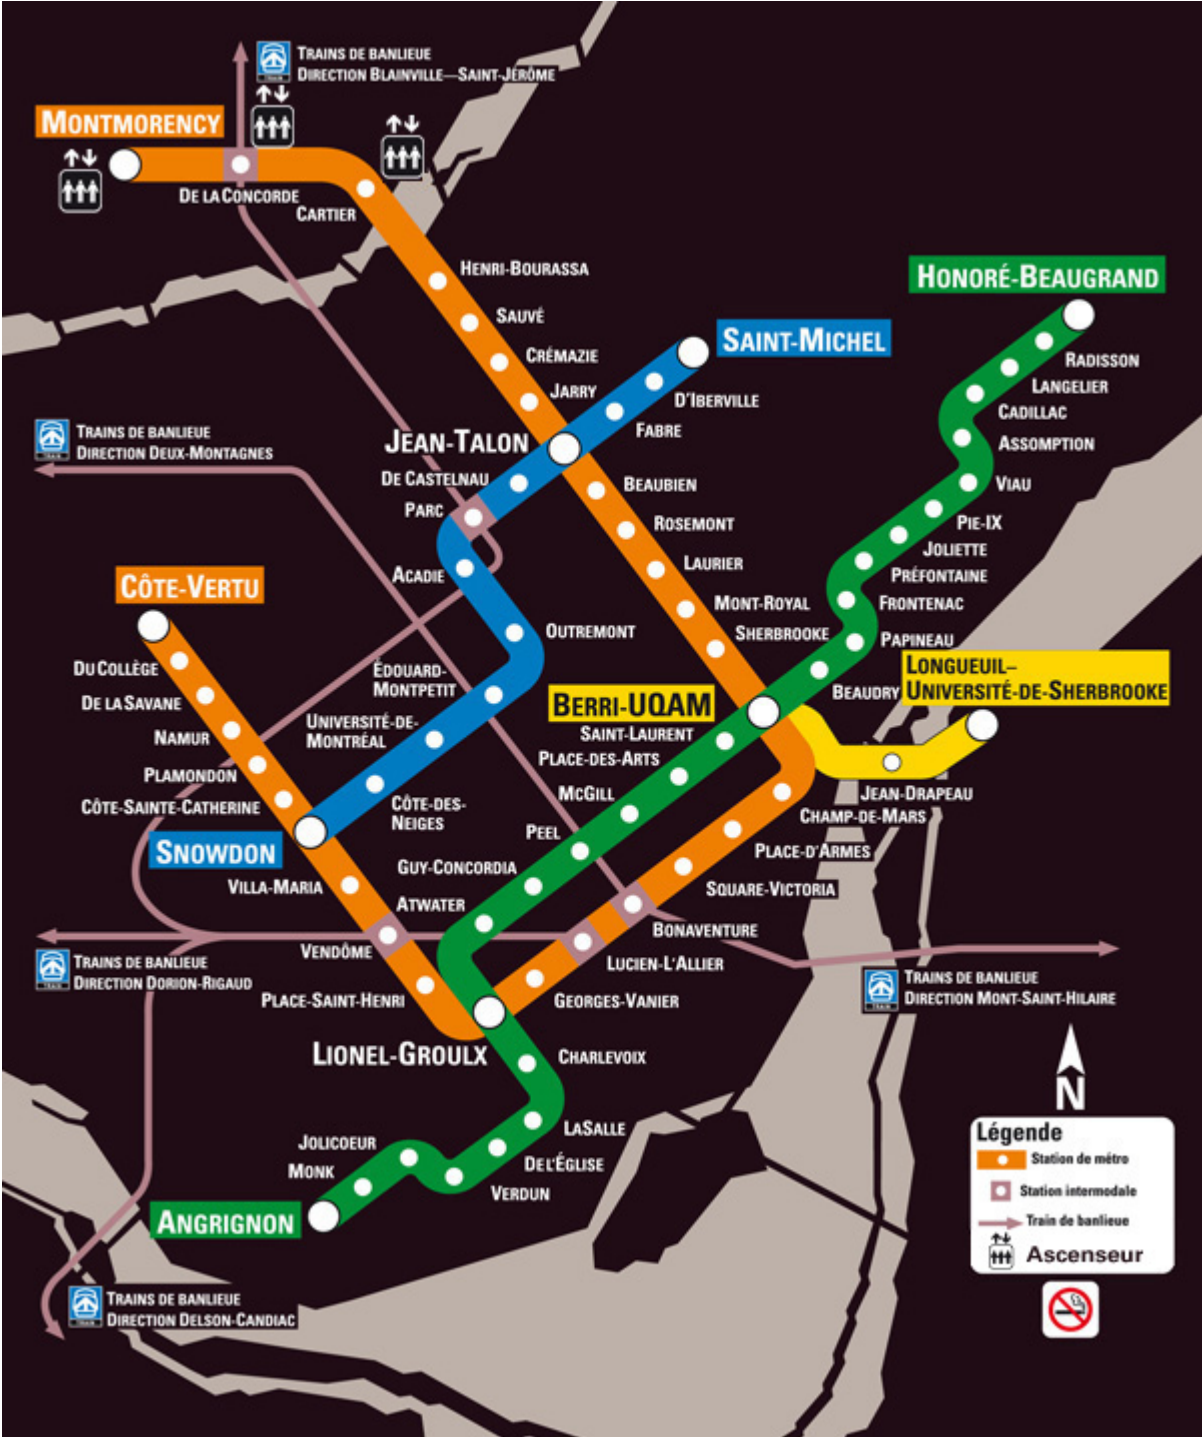 TRAINS DE BANLIEUE
DIRECTION BLAINVILLE—SAINT-JÉRÔME
MONTMORENCY
DE LA CONCORDE
CARTIER
HENRI-BOURASSA
SAUVÉ
CRÉMAZIE
JARRY
HONORÉ-BEAUGRAND
RADISSON
LANGELIER
CADILLAC
ASSOMPTION
VIAU
PIE-IX
JOLIETTE
PRÉFONTAINE
FRONTENAC
PAPINEAU
BEAUDRY
SAINT-MICHEL
D'IBERVILLE
FABRE
JEAN-TALON
DE CASTELNAU
PARC
ACADIE
OUTREMONT
ÉDOUARD-
MONTPETIT
UNIVERSITÉ-DE-
MONTRÉAL
CÔTE-DES-
NEIGES
TRAINS DE BANLIEUE
DIRECTION DEUX-MONTAGNES
BEAUBIEN
ROSEMONT
LAURIER
MONT-ROYAL
SHERBROOKE
CÔTE-VERTU
DU COLLÈGE
DE LA SAVANE
NAMUR
PLAMONDON
CÔTE-SAINTE-CATHERINE
SNOWDON
VILLA-MARIA
VENDÔME
PLACE-SAINT-HENRI
LIONEL-GROULX
LONGUEUIL–
UNIVERSITÉ-DE-SHERBROOKE
JEAN-DRAPEAU
BERRI-UQAM
SAINT-LAURENT
PLACE-DES-ARTS
MCGILL
PEEL
GUY-CONCORDIA
ATWATER
CHAMP-DE-MARS
PLACE-D'ARMES
SQUARE-VICTORIA
BONAVENTURE
LUCIEN-L'ALLIER
GEORGES-VANIER
TRAINS DE BANLIEUE
DIRECTION DORION-RIGAUD
TRAINS DE BANLIEUE
DIRECTION MONT-SAINT-HILAIRE
CHARLEVOIX
LASALLE
DE L'ÉGLISE
VERDUN
JOLICOEUR
MONK
ANGRIGNON
TRAINS DE BANLIEUE
DIRECTION DELSON-CANDIAC
N
Légende
Station de métro
Station intermodale
Train de banlieue
Ascenseur